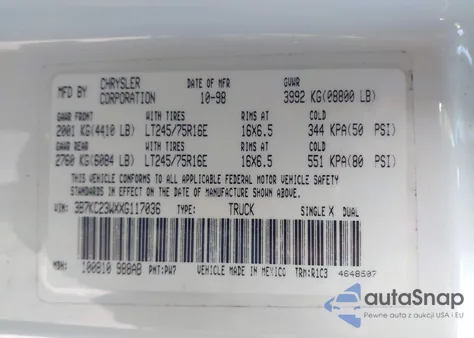 MFD BY CHRYSLER CORPORATION DATE OF MFR 10-98 GVWR 3992 KG(08800 LB)
GAWR FRONT WITH TIRES RIMS AT COLD
2001 KG(4410 LB) LT245/75R16E 16X6.5 344 KPA(50 PSI)
GAWR REAR WITH TIRES RIMS AT COLD
2760 KG(6084 LB) LT245/75R16E 16X6.5 551 KPA(80 PSI)
THIS VEHICLE CONFORMS TO ALL APPLICABLE FEDERAL MOTOR VEHICLE SAFETY
STANDARDS IN EFFECT ON THE DATE OF MANUFACTURE SHOWN ABOVE.
VIN: 3B7KC23WXXG117036 TYPE: TRUCK SINGLE X DUAL
MDH: 100810 988AB PNT:PW7 VEHICLE MADE IN MEXICO TRM:R1C3 4648507
autoSnap
Pewne auta z aukcji USA i EU